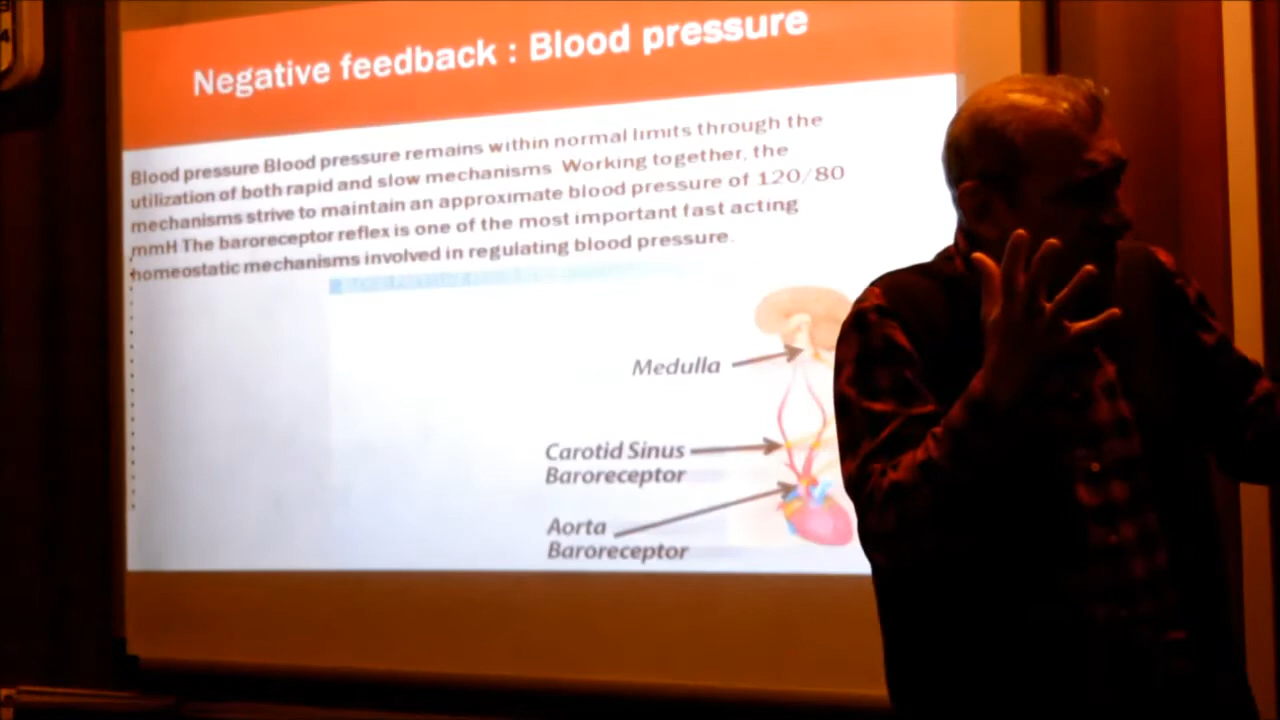 Negative feedback : Blood pressure
Blood pressure Blood pressure remains within normal limits through the
utilization of both rapid and slow mechanisms Working together, the
mechanisms strive to maintain an approximate blood pressure of 120/80
mmH The baroreceptor reflex is one of the most important fast acting
homeostatic mechanisms involved in regulating blood pressure.
Medulla
Carotid Sinus
Baroreceptor
Aorta
Baroreceptor